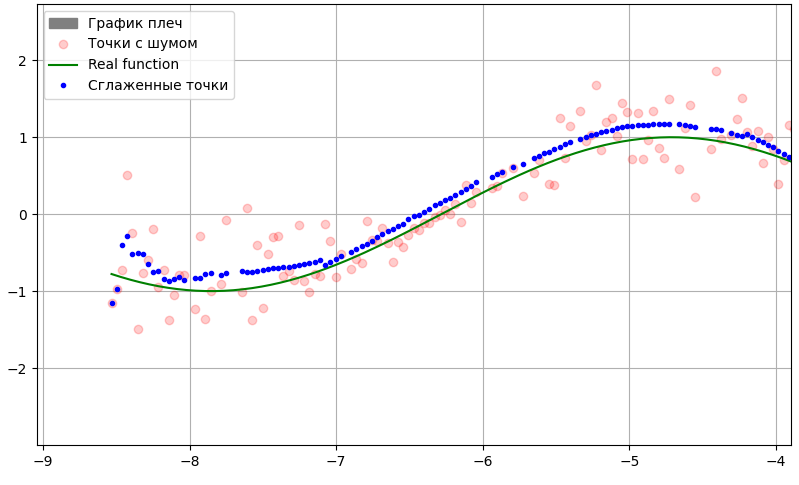 График плеч
Точки с шумом
Real function
Сглаженные точки
2
1
0
−1
−2
−9
−8
−7
−6
−5
−4